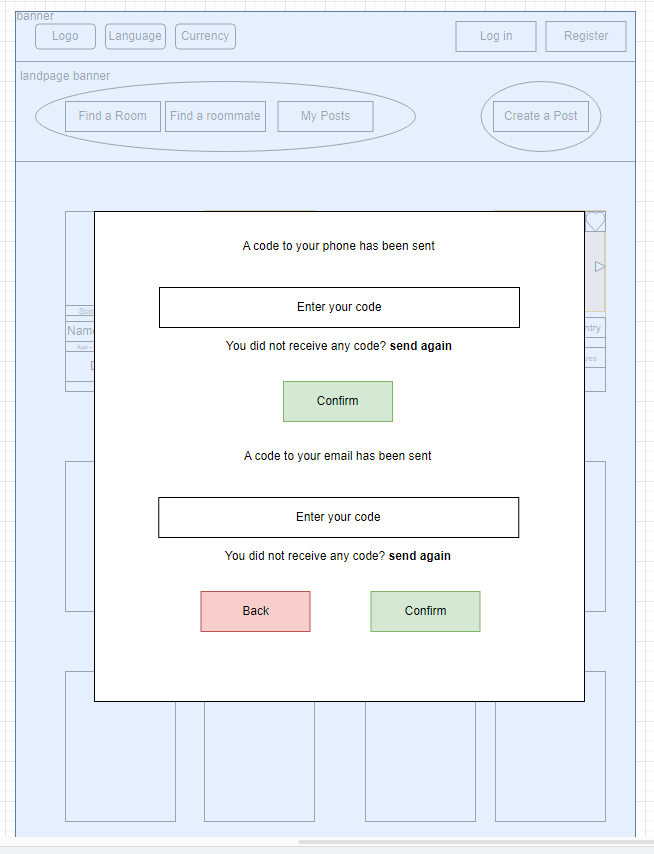 banner
Logo
Language
Currency
Log in
Register
landpage banner
Find a Room
Find a roommate
My Posts
Create a Post
A code to your phone has been sent
Enter your code
You did not receive any code? send again
Confirm
A code to your email has been sent
Enter your code
You did not receive any code? send again
Back
Confirm